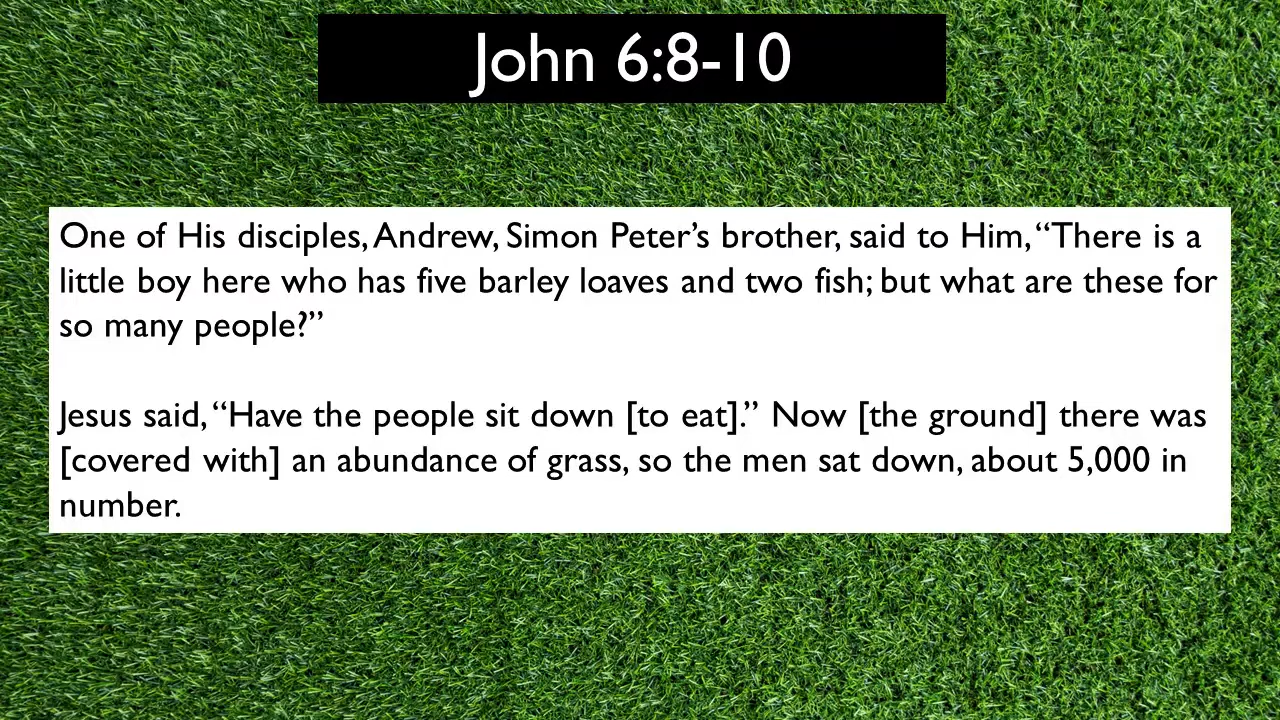 John 6:8-10
One of His disciples, Andrew, Simon Peter’s brother, said to Him, “There is a
little boy here who has five barley loaves and two fish; but what are these for
so many people?”
Jesus said, “Have the people sit down [to eat].” Now [the ground] there was
[covered with] an abundance of grass, so the men sat down, about 5,000 in
number.